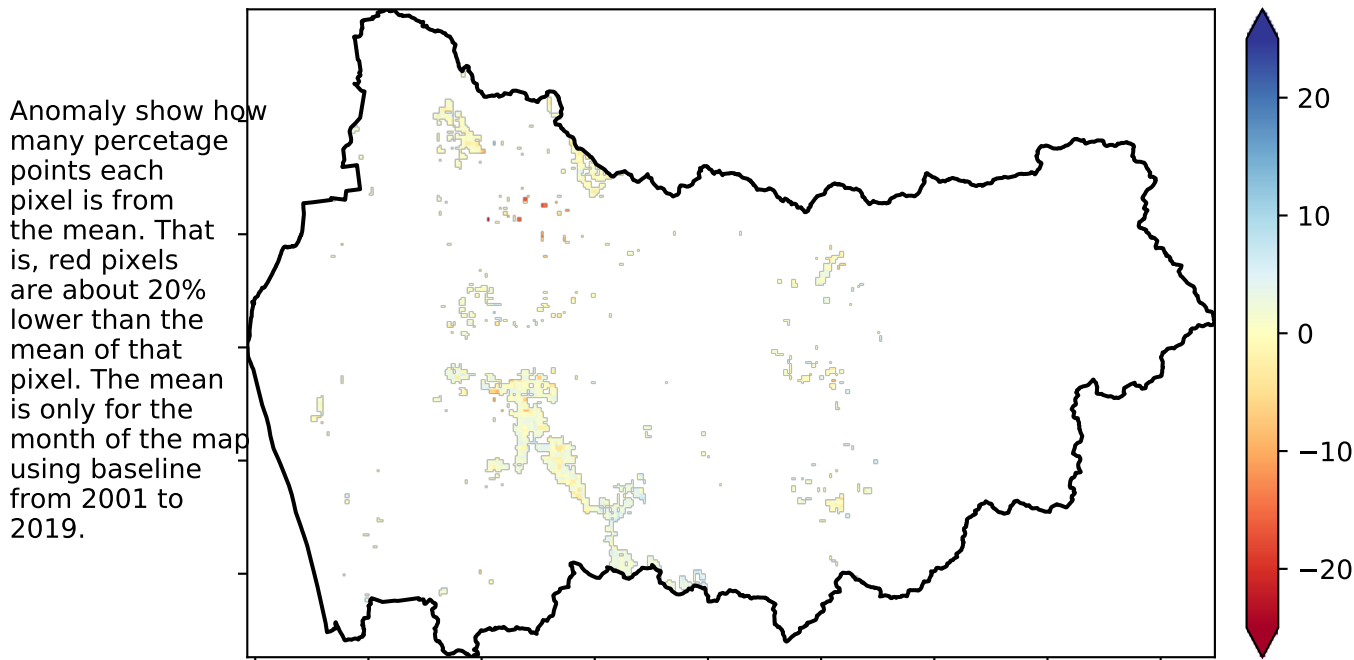 Anomaly show how
many percetage
points each
pixel is from
the mean. That
is, red pixels
are about 20%
lower than the
mean of that
pixel. The mean
is only for the
month of the map
using baseline
from 2001 to
2019.
20
10
0
−10
−20